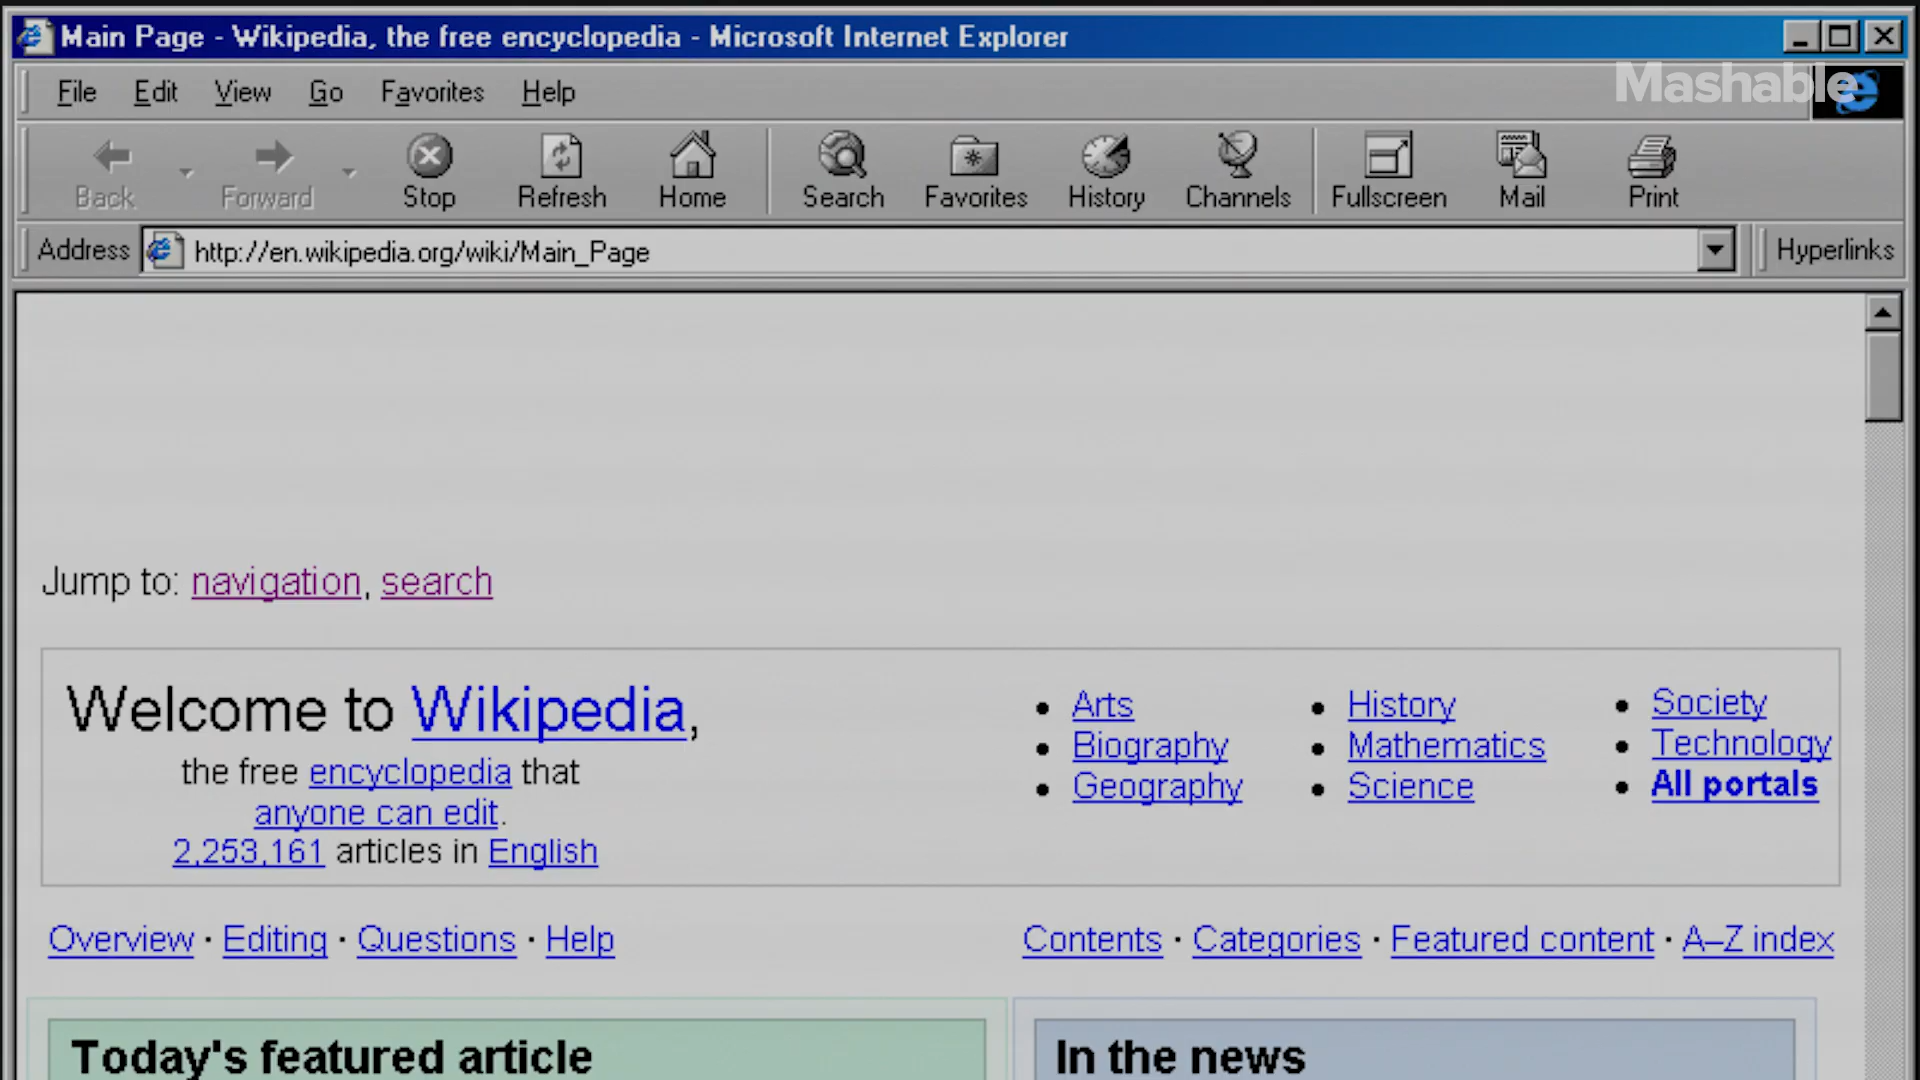 Main Page - Wikipedia, the free encyclopedia - Microsoft Internet Explorer
Mashable
File Edit View Go Favorites Help
Back Forward Stop Refresh Home Search Favorites History Channels Fullscreen Mail Print
Address http://en.wikipedia.org/wiki/Main_Page Hyperlinks
Jump to: navigation, search
Welcome to Wikipedia,
the free encyclopedia that
anyone can edit.
2,253,161 articles in English
Arts
Biography
Geography
History
Mathematics
Science
Society
Technology
All portals
Overview · Editing · Questions · Help
Contents · Categories · Featured content · A–Z index
Today's featured article
In the news